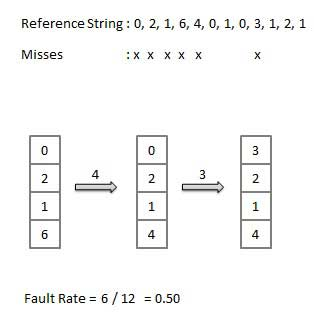 Reference String : 0, 2, 1, 6, 4, 0, 1, 0, 3, 1, 2, 1
Misses : x x x x x x
4 3
0 0 3
2 2 2
1 1 1
6 4 4
Fault Rate = 6 / 12 = 0.50